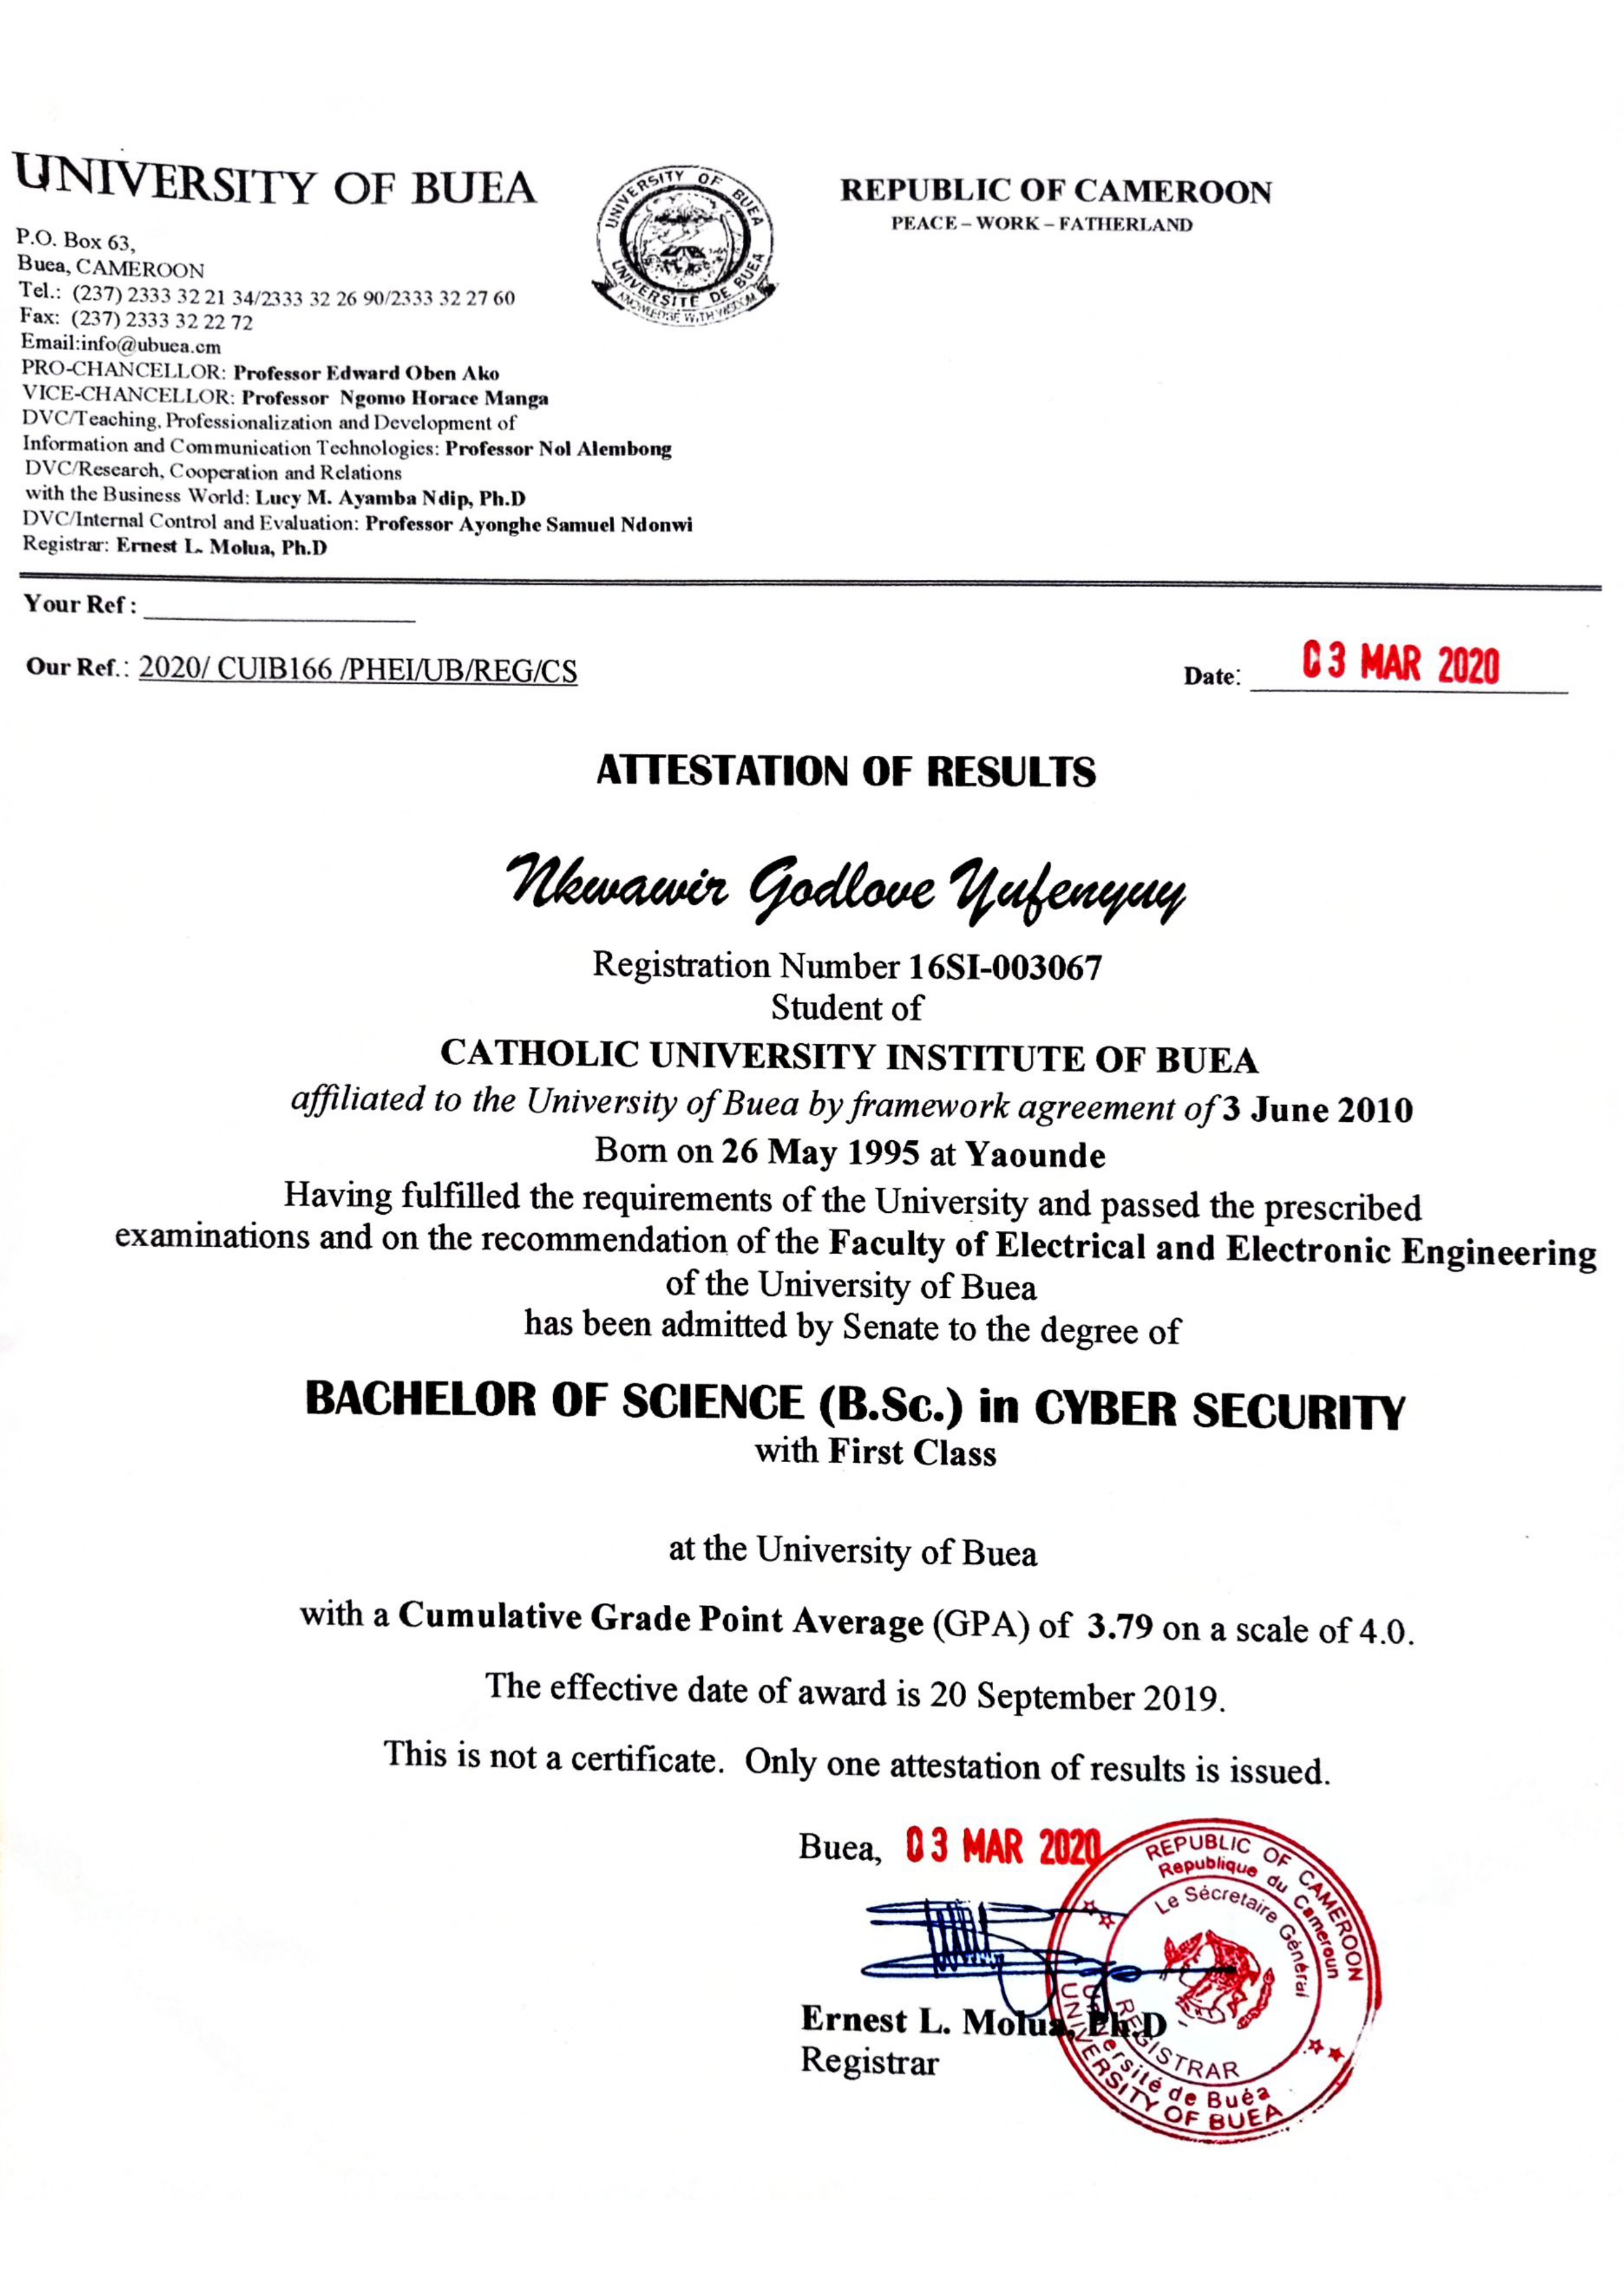 UNIVERSITY OF BUEA
P.O. Box 63,
Buea, CAMEROON
Tel.: (237) 2333 32 21 34/2333 32 26 90/2333 32 27 60
Fax: (237) 2333 32 22 72
Email:info@ubuea.cm
PRO-CHANCELLOR: Professor Edward Oben Ako
VICE-CHANCELLOR: Professor Ngomo Horace Manga
DVC/Teaching, Professionalization and Development of
Information and Communication Technologies: Professor Nol Alembong
DVC/Research, Cooperation and Relations
with the Business World: Lucy M. Ayamba Ndip, Ph.D
DVC/Internal Control and Evaluation: Professor Ayonghe Samuel Ndonwi
Registrar: Ernest L. Molua, Ph.D
UNIVERSITY OF BUEA
UNIVERSITÉ DE BUEA
KNOWLEDGE WITH WISDOM
REPUBLIC OF CAMEROON
PEACE – WORK – FATHERLAND
Your Ref :
Our Ref.: 2020/ CUIB166 /PHEI/UB/REG/CS
Date: 03 MAR 2020
ATTESTATION OF RESULTS
Nkwawir Godlove Yufenyuy
Registration Number 16SI-003067
Student of
CATHOLIC UNIVERSITY INSTITUTE OF BUEA
affiliated to the University of Buea by framework agreement of 3 June 2010
Born on 26 May 1995 at Yaounde
Having fulfilled the requirements of the University and passed the prescribed
examinations and on the recommendation of the Faculty of Electrical and Electronic Engineering
of the University of Buea
has been admitted by Senate to the degree of
BACHELOR OF SCIENCE (B.Sc.) in CYBER SECURITY
with First Class
at the University of Buea
with a Cumulative Grade Point Average (GPA) of 3.79 on a scale of 4.0.
The effective date of award is 20 September 2019.
This is not a certificate. Only one attestation of results is issued.
Buea, 03 MAR 2020
Ernest L. Molua, Ph.D
Registrar
REPUBLIC OF CAMEROON
Republique du Cameroun
Le Sécretaire Général
REGISTRAR
Université de Buéa
UNIVERSITY OF BUEA